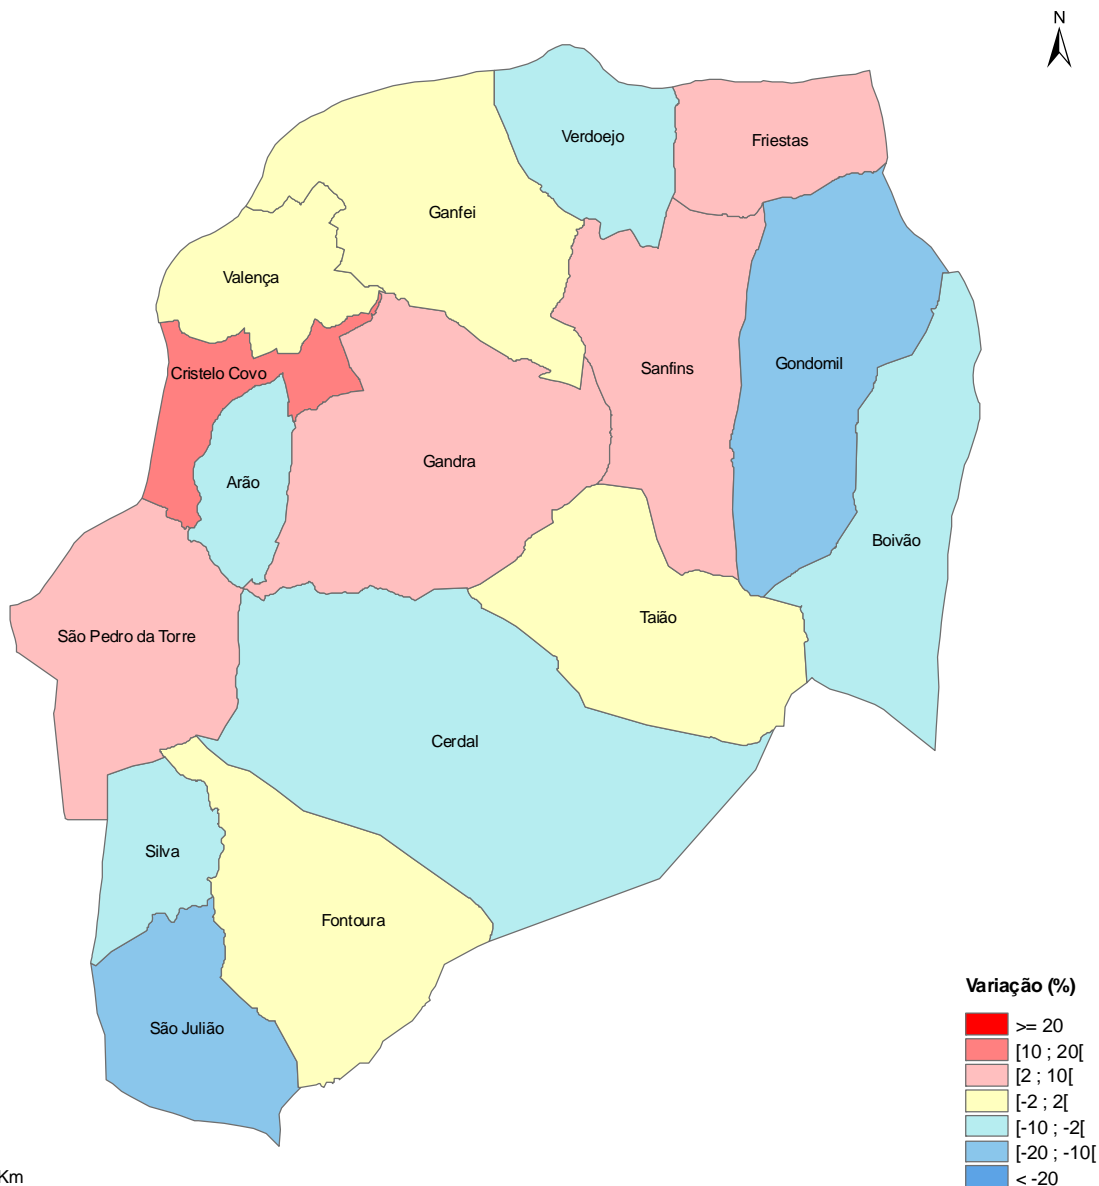 N
Verdoejo
Friestas
Ganfei
Valença
Cristelo Covo
Sanfins
Gondomil
Gandra
Arão
Boivão
Taião
São Pedro da Torre
Cerdal
Silva
Fontoura
São Julião
Variação (%)
>= 20
[10 ; 20[
[2 ; 10[
[-2 ; 2[
[-10 ; -2[
[-20 ; -10[
< -20
Km